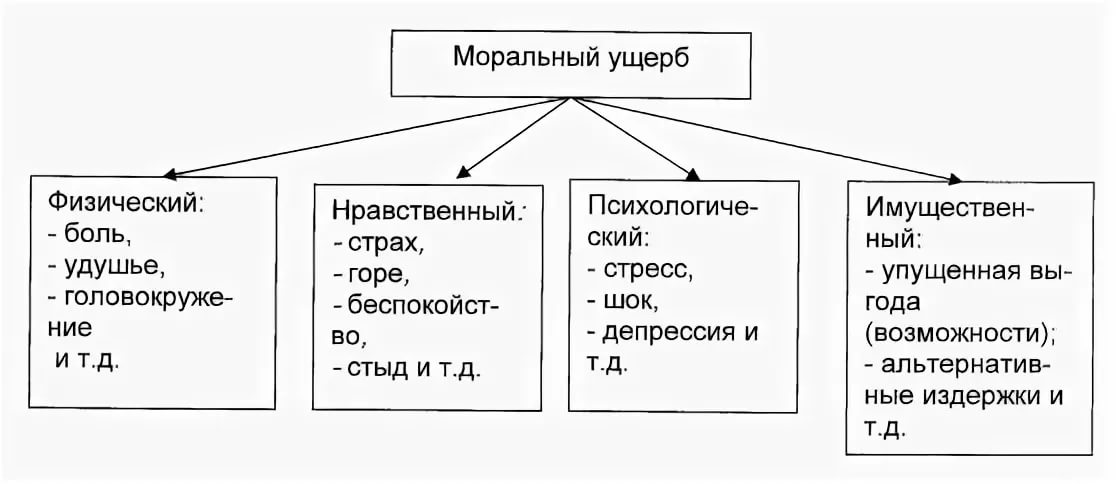 Моральный ущерб
Физический:
- боль,
- удушье,
- головокруже-
ние
и т.д.
Нравственный:
- страх,
- горе,
- беспокойст-
во,
- стыд и т.д.
Психологиче-
ский:
- стресс,
- шок,
- депрессия и
т.д.
Имуществен-
ный:
- упущенная вы-
года
(возможности);
- альтернатив-
ные издержки и
т.д.